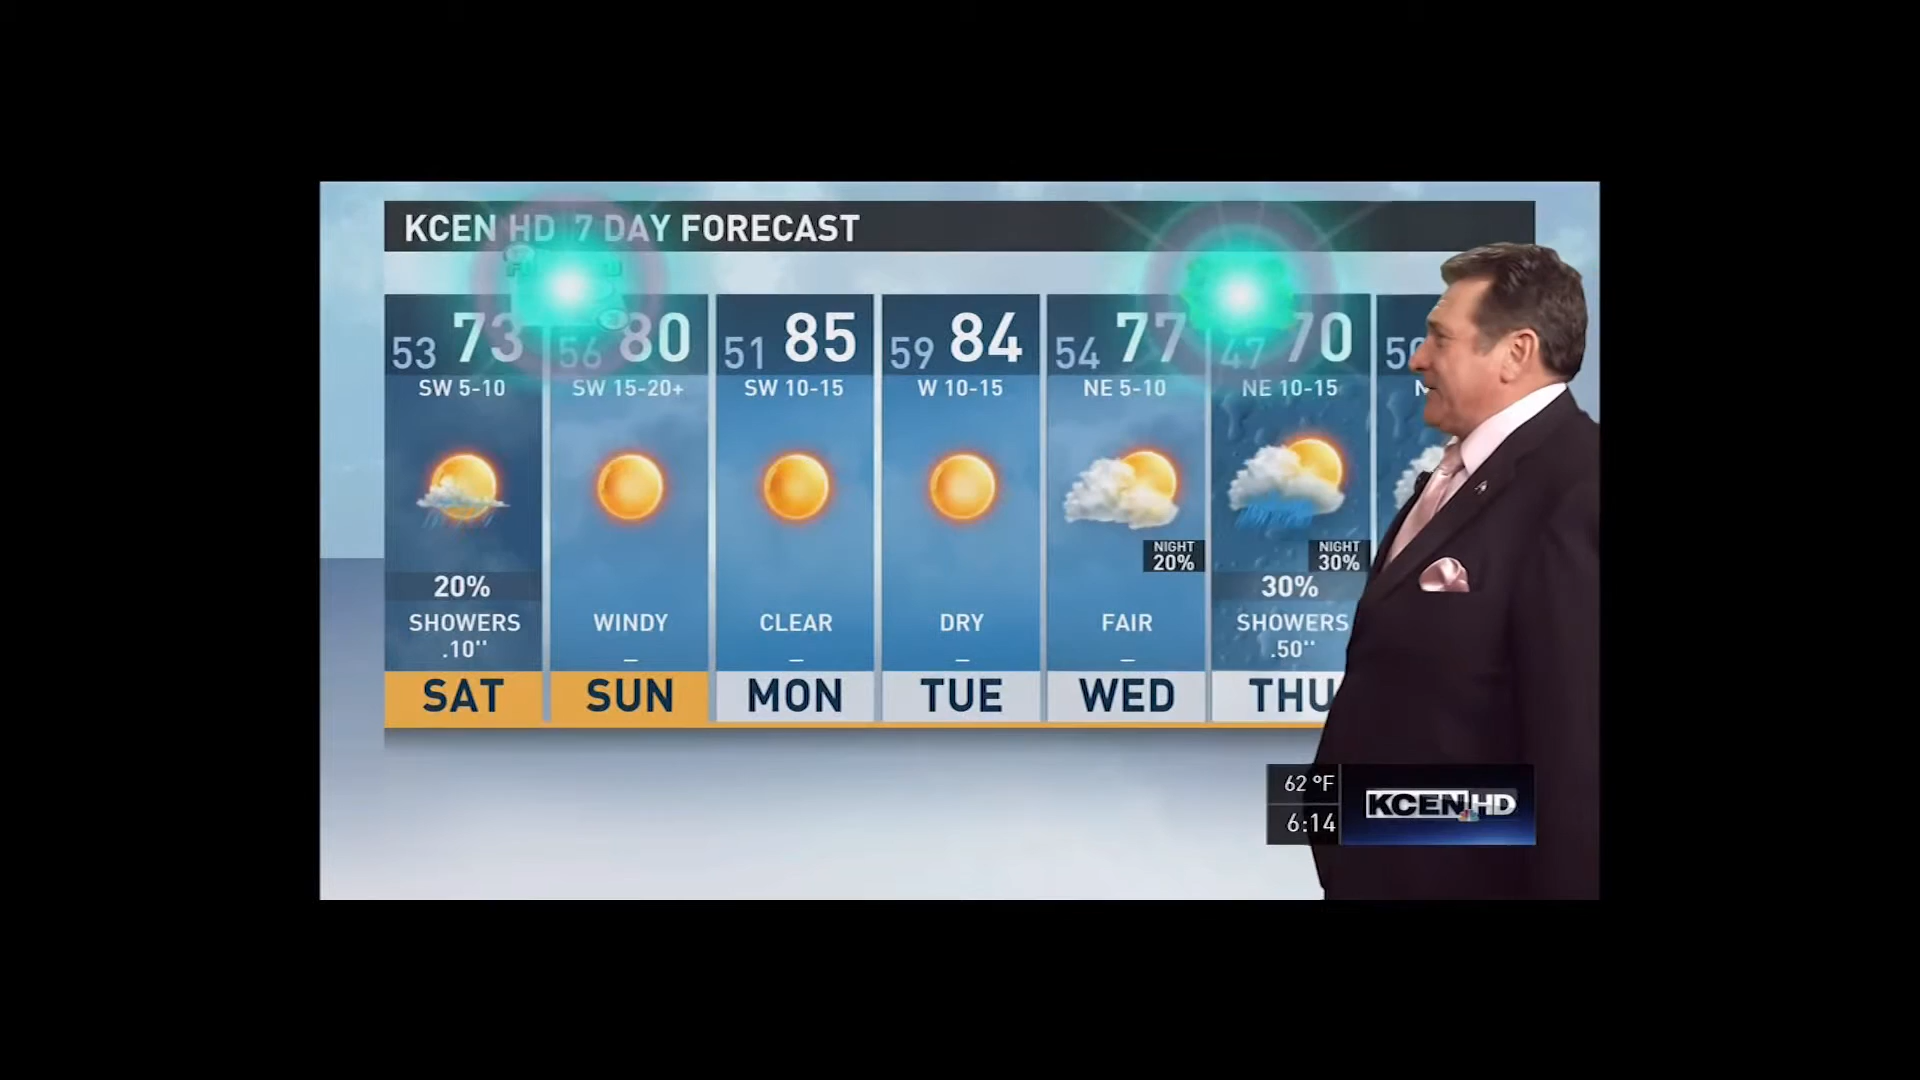 KCEN HD 7 DAY FORECAST
53 73 56 80 51 85 59 84 54 77 47 70
SW 5-10 SW 15-20+ SW 10-15 W 10-15 NE 5-10 NE 10-15
NIGHT NIGHT
20% 30%
20% 30%
SHOWERS WINDY CLEAR DRY FAIR SHOWERS
.10" _ _ _ _ .50"
SAT SUN MON TUE WED THU
62 °F
6:14
KCEN HD